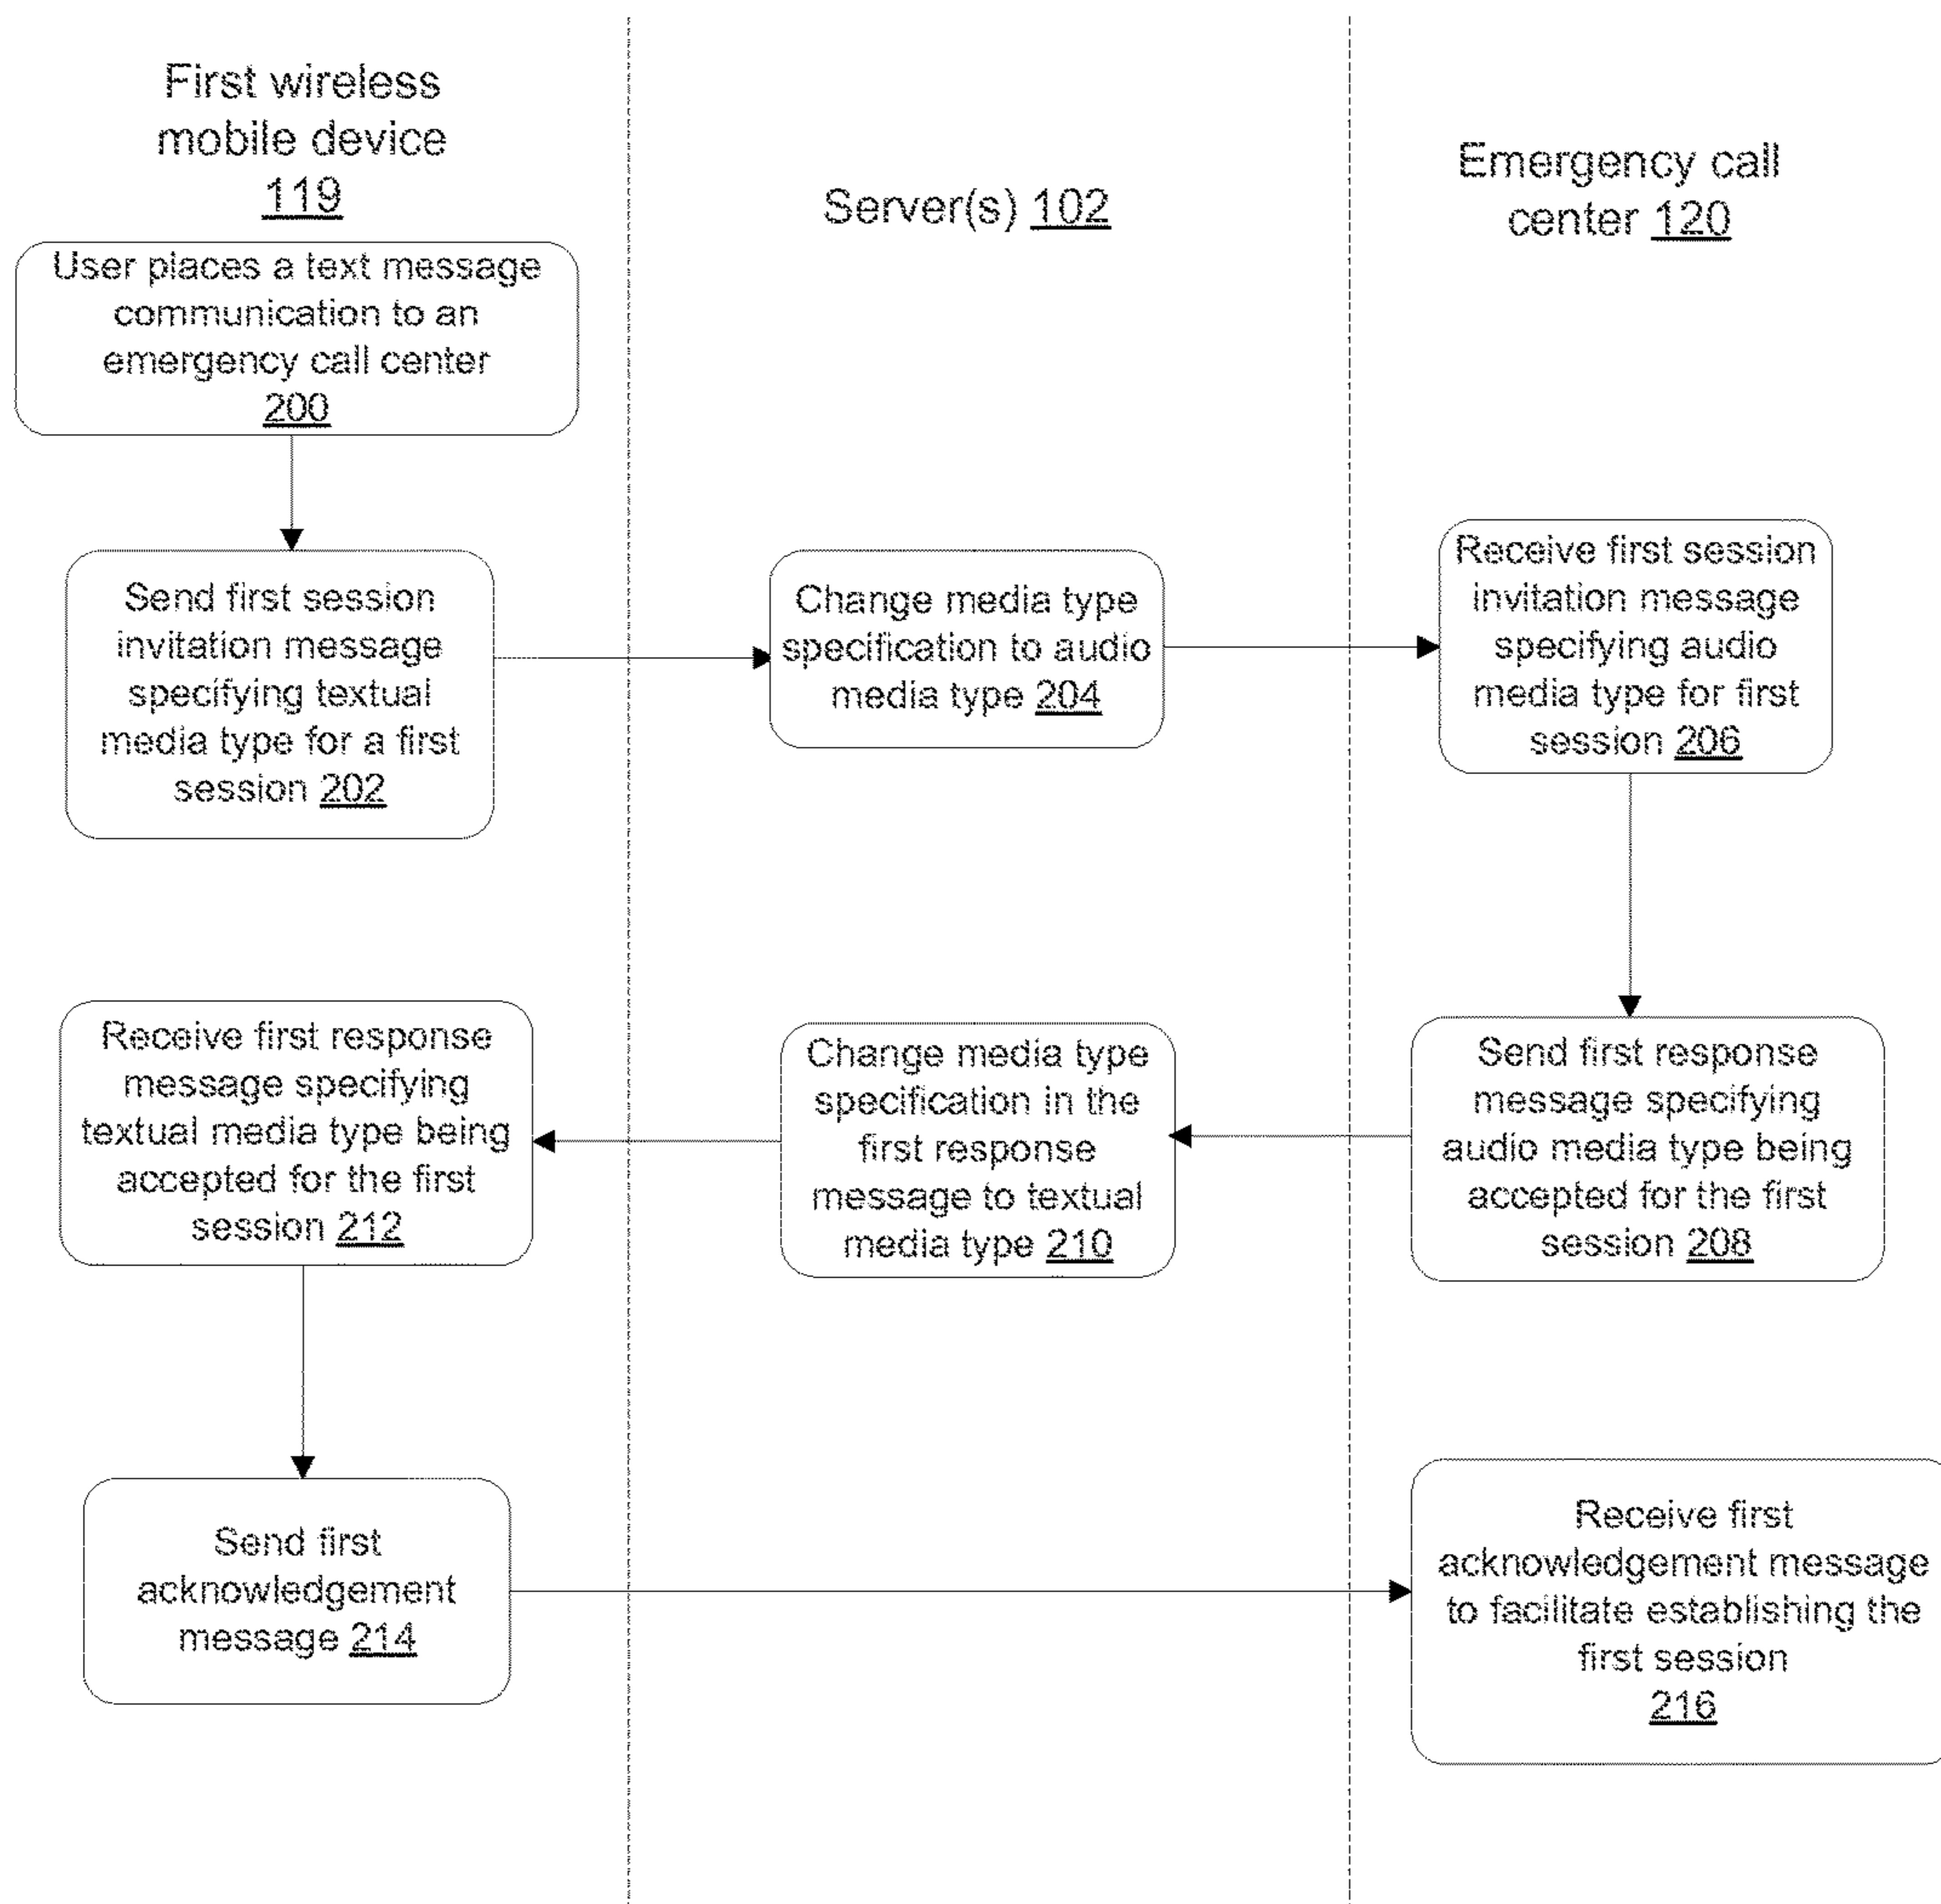 First wireless
mobile device
119
Server(s) 102
Emergency call
center 120
User places a text message
communication to an
emergency call center
200
Send first session
invitation message
specifying textual
media type for a first
session 202
Change media type
specification to audio
media type 204
Receive first session
invitation message
specifying audio
media type for first
session 206
Receive first response
message specifying
textual media type being
accepted for the first
session 212
Change media type
specification in the
first response
message to textual
media type 210
Send first response
message specifying
audio media type being
accepted for the first
session 208
Send first
acknowledgement
message 214
Receive first
acknowledgement message
to facilitate establishing the
first session
216